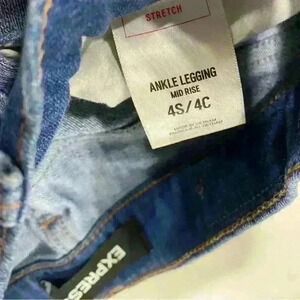 STRETCH
ANKLE LEGGING
MID RISE
4S/4C
EXPRESS